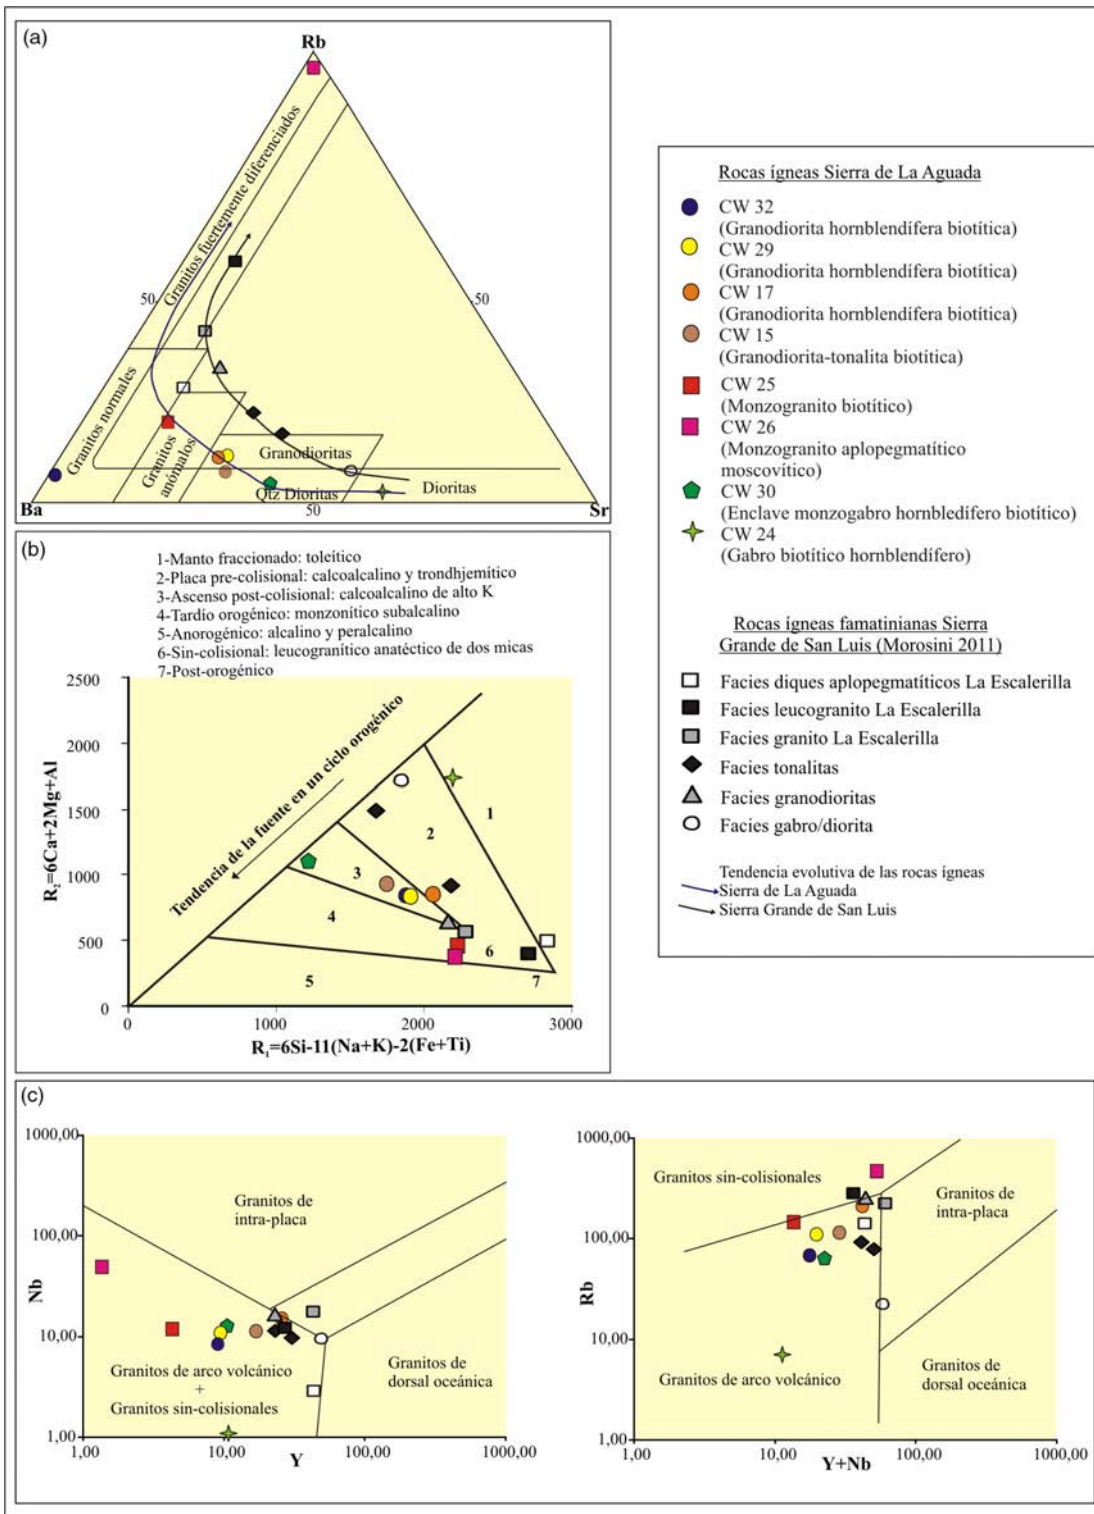 (a)
Rb
Granitos fuertemente diferenciados
50
50
Granitos normales
Granitos
anómalos
Granodioritas
Qtz Dioritas
Dioritas
Ba
50
Sr
(b)
1-Manto fraccionado: toleítico
2-Placa pre-colisional: calcoalcalino y trondhjemítico
3-Ascenso post-colisional: calcoalcalino de alto K
4-Tardío orogénico: monzonítico subalcalino
5-Anorogénico: alcalino y peralcalino
6-Sin-colisional: leucogranítico anatéctico de dos micas
7-Post-orogénico
2500
2000
1500
1000
500
0
R2=6Ca+2Mg+Al
Tendencia de la fuente en un ciclo orogénico
1
2
3
4
5
6
7
0
1000
2000
3000
R1=6Si-11(Na+K)-2(Fe+Ti)
Rocas ígneas Sierra de La Aguada
CW 32
(Granodiorita hornblendífera biotítica)
CW 29
(Granodiorita hornblendífera biotítica)
CW 17
(Granodiorita hornblendífera biotítica)
CW 15
(Granodiorita-tonalita biotítica)
CW 25
(Monzogranito biotítico)
CW 26
(Monzogranito aplopegmatítico
moscovítico)
CW 30
(Enclave monzogabro hornbledífero biotítico)
CW 24
(Gabro biotítico hornblendífero)
Rocas ígneas famatinianas Sierra
Grande de San Luis (Morosini 2011)
Facies diques aplopegmatíticos La Escalerilla
Facies leucogranito La Escalerilla
Facies granito La Escalerilla
Facies tonalitas
Facies granodioritas
Facies gabro/diorita
Tendencia evolutiva de las rocas ígneas
Sierra de La Aguada
Sierra Grande de San Luis
(c)
1000,00
100,00
10,00
1,00
Nb
Granitos de
intra-placa
Granitos de arco volcánico
+
Granitos sin-colisionales
Granitos de
dorsal oceánica
1,00
10,00
100,00
1000,00
Y
1000,00
100,00
10,00
1,00
Rb
Granitos sin-colisionales
Granitos de
intra-placa
Granitos de arco volcánico
Granitos de
dorsal oceánica
10,00
100,00
1000,00
Y+Nb